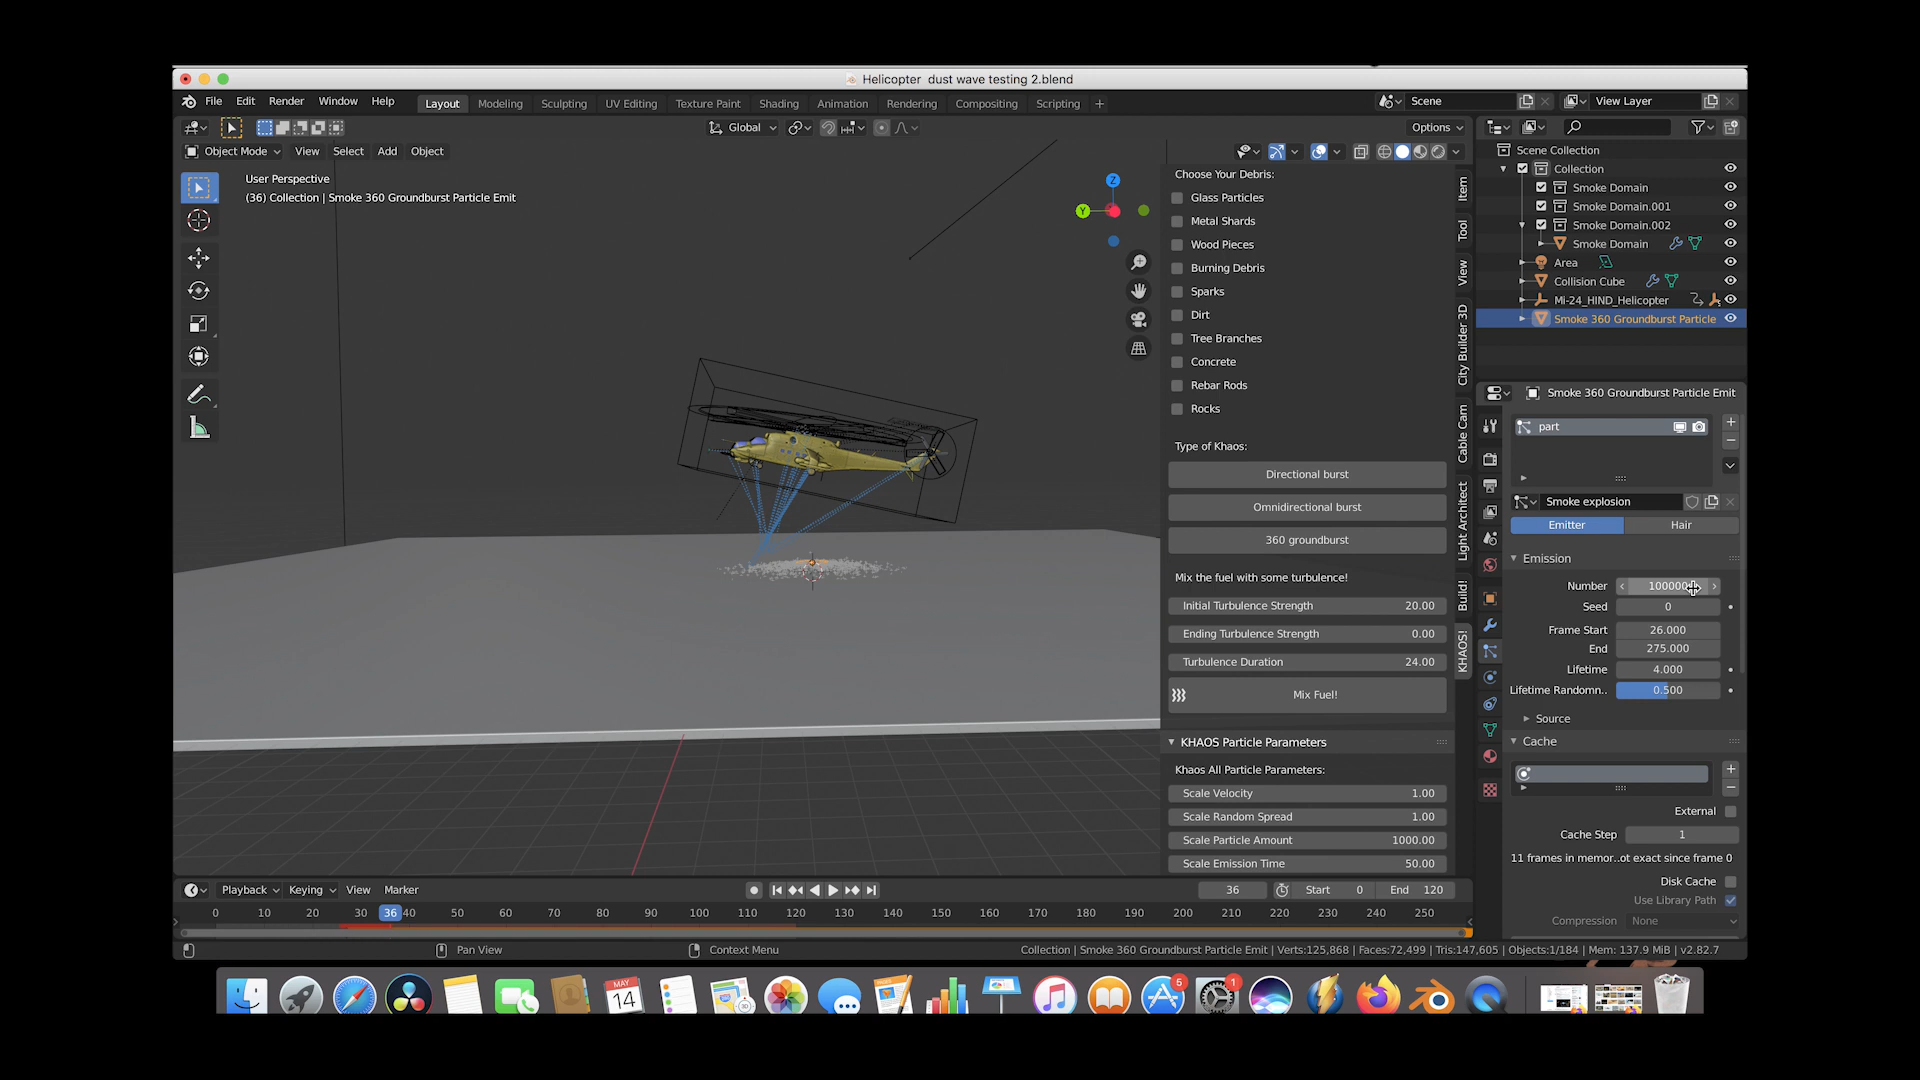 Helicopter dust wave testing 2.blend
File Edit Render Window Help Layout Modeling Sculpting UV Editing Texture Paint Shading Animation Rendering Compositing Scripting + Scene View Layer
Global Options
Object Mode View Select Add Object
User Perspective
(36) Collection | Smoke 360 Groundburst Particle Emit
Z
Y
Choose Your Debris:
Glass Particles
Metal Shards
Wood Pieces
Burning Debris
Sparks
Dirt
Tree Branches
Concrete
Rebar Rods
Rocks
Type of Khaos:
Directional burst
Omnidirectional burst
360 groundburst
Mix the fuel with some turbulence!
Initial Turbulence Strength 20.00
Ending Turbulence Strength 0.00
Turbulence Duration 24.00
Mix Fuel!
KHAOS Particle Parameters
Khaos All Particle Parameters:
Scale Velocity 1.00
Scale Random Spread 1.00
Scale Particle Amount 1000.00
Scale Emission Time 50.00
Item
Tool
View
City Builder 3D
Cable Cam
Light Architect
Build!
KHAOS!
Scene Collection
Collection
Smoke Domain
Smoke Domain.001
Smoke Domain.002
Smoke Domain
Area
Collision Cube
Mi-24_HIND_Helicopter
Smoke 360 Groundburst Particle
Smoke 360 Groundburst Particle Emit
part
Smoke explosion
Emitter Hair
Emission
Number
Seed 0
Frame Start 26.000
End 275.000
Lifetime 4.000
Lifetime Randomn.. 0.500
Source
Cache
External
Cache Step 1
11 frames in memor..ot exact since frame 0
Disk Cache
Use Library Path
Compression None
Playback Keying View Marker 36 Start 0 End 120
0 10 20 30 36 40 50 60 70 80 90 100 110 120 130 140 150 160 170 180 190 200 210 220 230 240 250
Pan View Context Menu Collection | Smoke 360 Groundburst Particle Emit | Verts:125,868 | Faces:72,499 | Tris:147,605 | Objects:1/184 | Mem: 137.9 MiB | v2.82.7
MAY
14
5
1